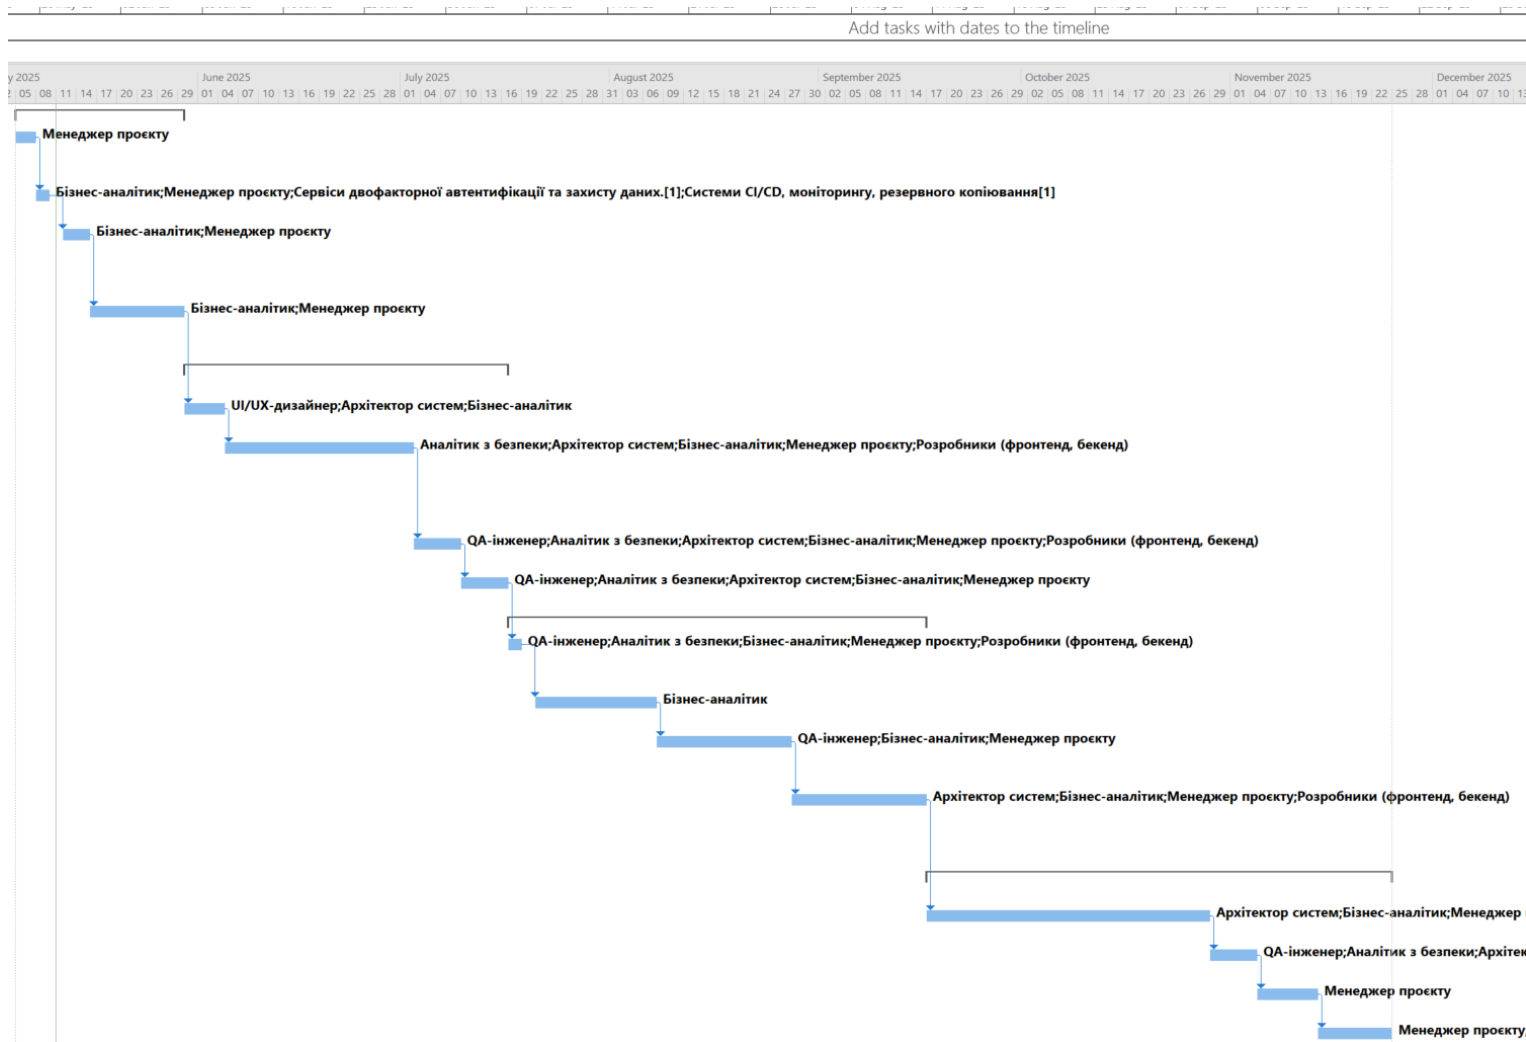 Add tasks with dates to the timeline
y 2025 June 2025 July 2025 August 2025 September 2025 October 2025 November 2025 December 2025
2 05 08 11 14 17 20 23 26 29 01 04 07 10 13 16 19 22 25 28 01 04 07 10 13 16 19 22 25 28 31 03 06 09 12 15 18 21 24 27 30 02 05 08 11 14 17 20 23 26 29 02 05 08 11 14 17 20 23 26 29 01 04 07 10 13 16 19 22 25 28 01 04 07 10 13
Менеджер проєкту
Бізнес-аналітик;Менеджер проєкту;Сервіси двофакторної автентифікації та захисту даних.[1];Системи CI/CD, моніторингу, резервного копіювання[1]
Бізнес-аналітик;Менеджер проєкту
Бізнес-аналітик;Менеджер проєкту
UI/UX-дизайнер;Архітектор систем;Бізнес-аналітик
Аналітик з безпеки;Архітектор систем;Бізнес-аналітик;Менеджер проєкту;Розробники (фронтенд, бекенд)
QA-інженер;Аналітик з безпеки;Архітектор систем;Бізнес-аналітик;Менеджер проєкту;Розробники (фронтенд, бекенд)
QA-інженер;Аналітик з безпеки;Архітектор систем;Бізнес-аналітик;Менеджер проєкту
QA-інженер;Аналітик з безпеки;Бізнес-аналітик;Менеджер проєкту;Розробники (фронтенд, бекенд)
Бізнес-аналітик
QA-інженер;Бізнес-аналітик;Менеджер проєкту
Архітектор систем;Бізнес-аналітик;Менеджер проєкту;Розробники (фронтенд, бекенд)
Архітектор систем;Бізнес-аналітик;Менеджер
QA-інженер;Аналітик з безпеки;Архітек
Менеджер проєкту
Менеджер проєкту